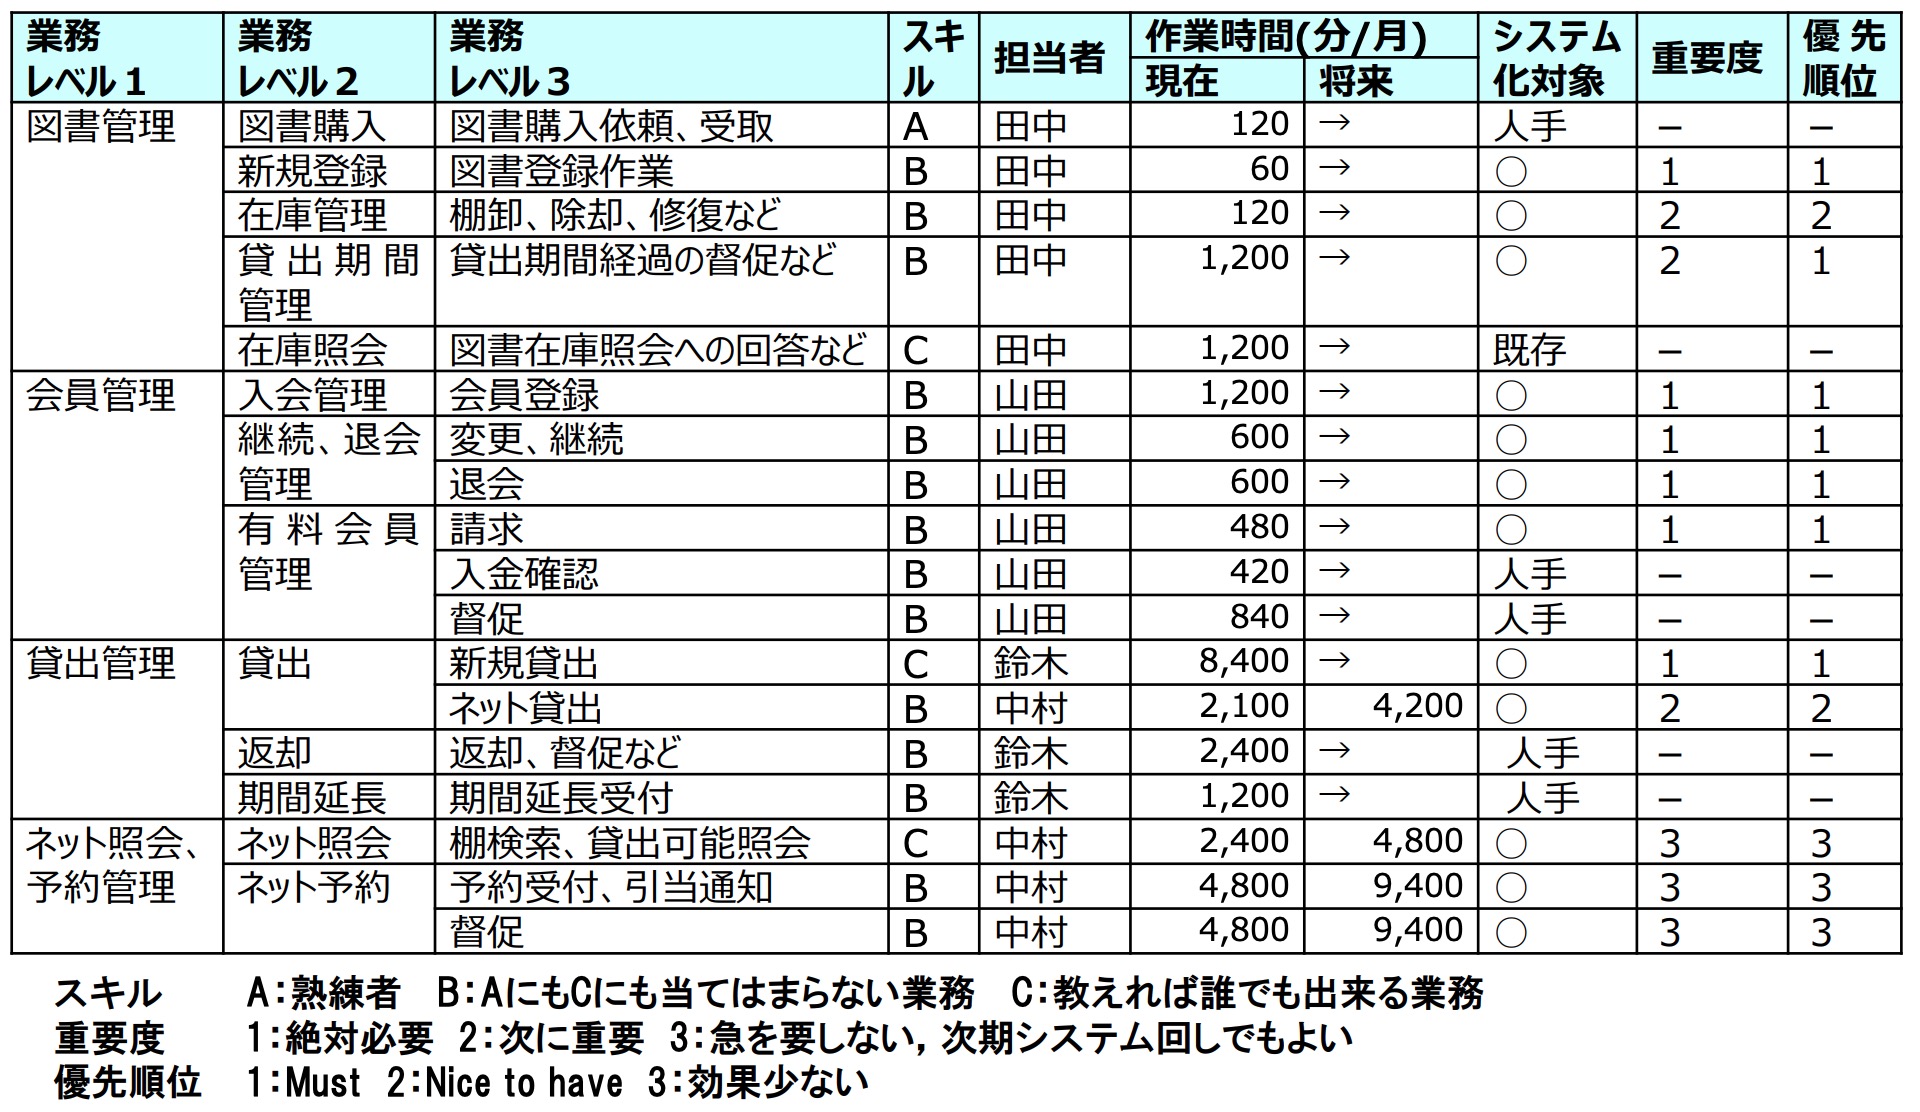 業務レベル1 業務レベル2 業務レベル3 スキル 担当者 作業時間(分/月) システム化対象 重要度 優先順位
現在 将来
図書管理 図書購入 図書購入依頼、受取 A 田中 120 → 人手 – –
新規登録 図書登録作業 B 田中 60 → ○ 1 1
在庫管理 棚卸、除却、修復など B 田中 120 → ○ 2 2
貸出期間管理 貸出期間経過の督促など B 田中 1,200 → ○ 2 1
在庫照会 図書在庫照会への回答など C 田中 1,200 → 既存 – –
会員管理 入会管理 会員登録 B 山田 1,200 → ○ 1 1
継続、退会管理 変更、継続 B 山田 600 → ○ 1 1
退会 B 山田 600 → ○ 1 1
有料会員管理 請求 B 山田 480 → ○ 1 1
入金確認 B 山田 420 → 人手 – –
督促 B 山田 840 → 人手 – –
貸出管理 貸出 新規貸出 C 鈴木 8,400 → ○ 1 1
ネット貸出 B 中村 2,100 4,200 ○ 2 2
返却 返却、督促など B 鈴木 2,400 → 人手 – –
期間延長 期間延長受付 B 鈴木 1,200 → 人手 – –
ネット照会、予約管理 ネット照会 棚検索、貸出可能照会 C 中村 2,400 4,800 ○ 3 3
ネット予約 予約受付、引当通知 B 中村 4,800 9,400 ○ 3 3
督促 B 中村 4,800 9,400 ○ 3 3
スキル A：熟練者 B：AにもCにも当てはまらない業務 C：教えれば誰でも出来る業務
重要度 1：絶対必要 2：次に重要 3：急を要しない，次期システム回しでもよい
優先順位 1：Must 2：Nice to have 3：効果少ない